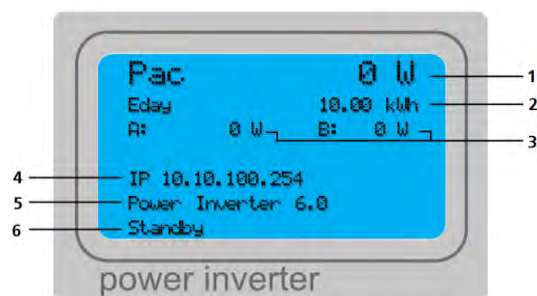 Pac 0 W
1
Eday 10.00 kWh
2
A: 0 W B: 0 W
3
4
IP 10.10.100.254
5
Power Inverter 6.0
6
Standby
power inverter